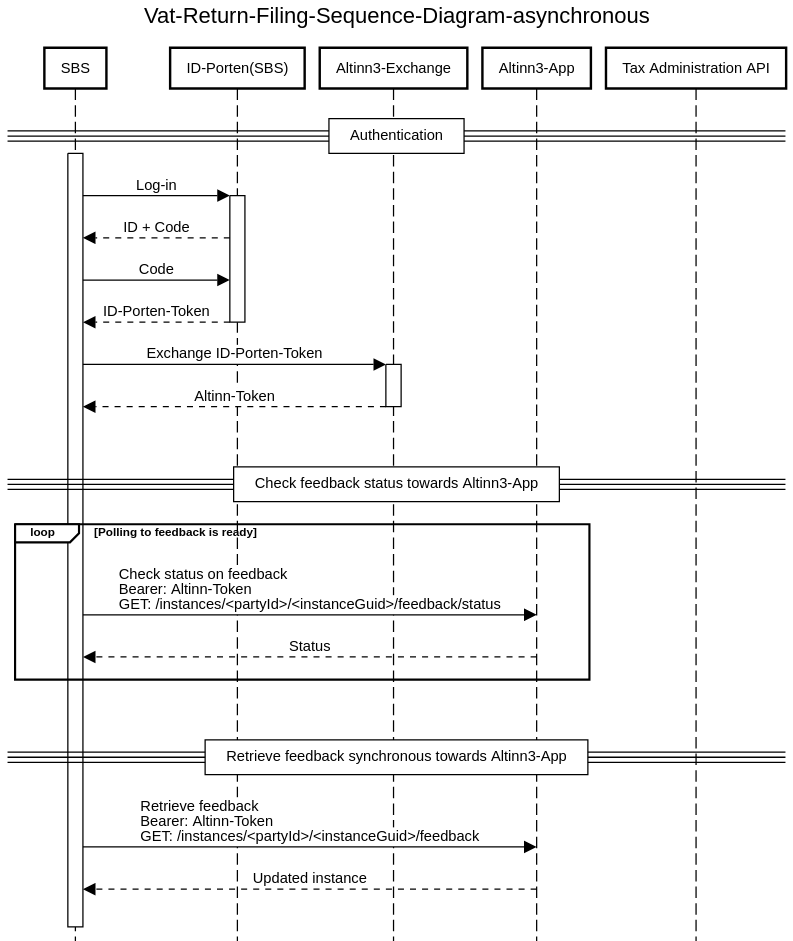 Vat-Return-Filing-Sequence-Diagram-asynchronous
SBS
ID-Porten(SBS)
Altinn3-Exchange
Altinn3-App
Tax Administration API
Authentication
Log-in
ID + Code
Code
ID-Porten-Token
Exchange ID-Porten-Token
Altinn-Token
Check feedback status towards Altinn3-App
loop
[Polling to feedback is ready]
Check status on feedback
Bearer: Altinn-Token
GET: /instances/<partyId>/<instanceGuid>/feedback/status
Status
Retrieve feedback synchronous towards Altinn3-App
Retrieve feedback
Bearer: Altinn-Token
GET: /instances/<partyId>/<instanceGuid>/feedback
Updated instance